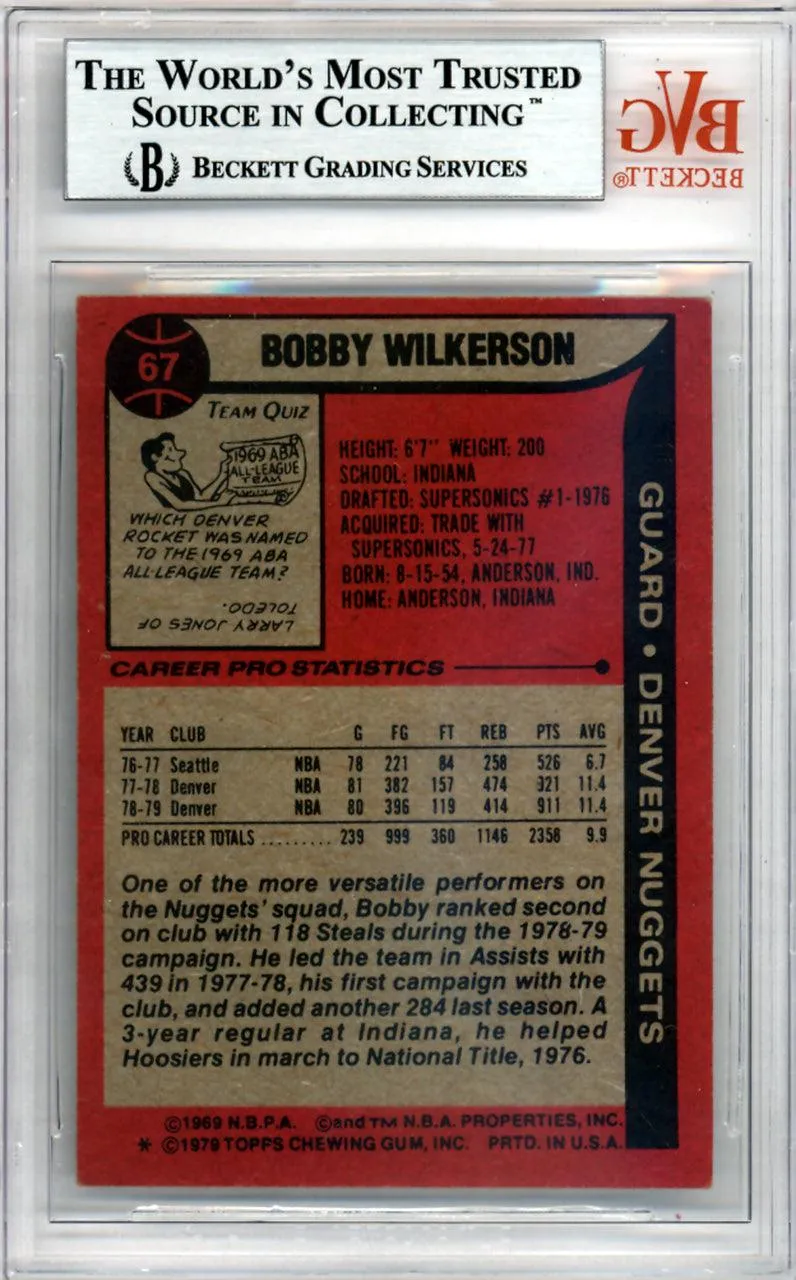 THE WORLD'S MOST TRUSTED
SOURCE IN COLLECTING™
B BECKETT GRADING SERVICES
BVG
BECKETT®
67
BOBBY WILKERSON
TEAM QUIZ
1969 ABA
ALL-LEAGUE
TEAM
WHICH DENVER
ROCKET WAS NAMED
TO THE 1969 ABA
ALL-LEAGUE TEAM?
LARRY JONES OF
TOLEDO.
HEIGHT: 6'7" WEIGHT: 200
SCHOOL: INDIANA
DRAFTED: SUPERSONICS #1-1976
ACQUIRED: TRADE WITH
SUPERSONICS, 5-24-77
BORN: 8-15-54, ANDERSON, IND.
HOME: ANDERSON, INDIANA
GUARD • DENVER NUGGETS
CAREER PRO STATISTICS
YEAR CLUB G FG FT REB PTS AVG
76-77 Seattle NBA 78 221 84 258 526 6.7
77-78 Denver NBA 81 382 157 474 921 11.4
78-79 Denver NBA 80 396 119 414 911 11.4
PRO CAREER TOTALS ......... 239 999 360 1146 2358 9.9
One of the more versatile performers on
the Nuggets' squad, Bobby ranked second
on club with 118 Steals during the 1978-79
campaign. He led the team in Assists with
439 in 1977-78, his first campaign with the
club, and added another 284 last season. A
3-year regular at Indiana, he helped
Hoosiers in march to National Title, 1976.
©1969 N.B.P.A. ©and TM N.B.A. PROPERTIES, INC.
* ©1979 TOPPS CHEWING GUM, INC. PRTD. IN U.S.A.